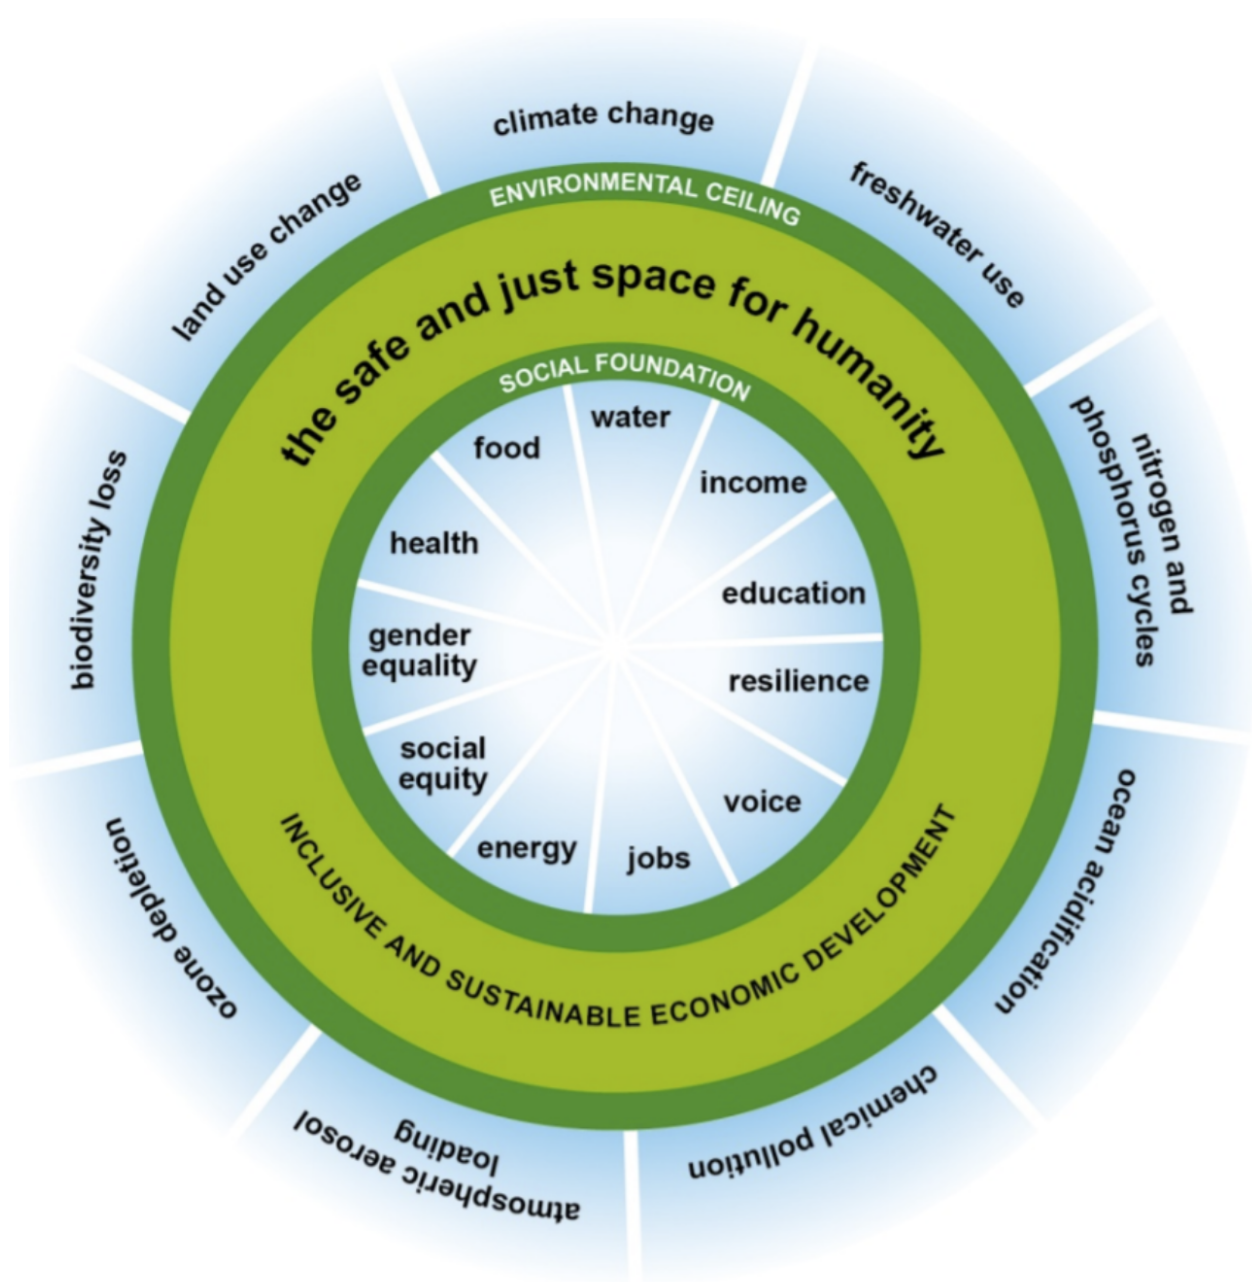 climate change
freshwater use
nitrogen and
phosphorus cycles
ocean acidification
chemical pollution
atmospheric aerosol
loading
ozone depletion
biodiversity loss
land use change
ENVIRONMENTAL CEILING
the safe and just space for humanity
SOCIAL FOUNDATION
water
income
education
resilience
voice
jobs
energy
social
equity
gender
equality
health
food
INCLUSIVE AND SUSTAINABLE ECONOMIC DEVELOPMENT